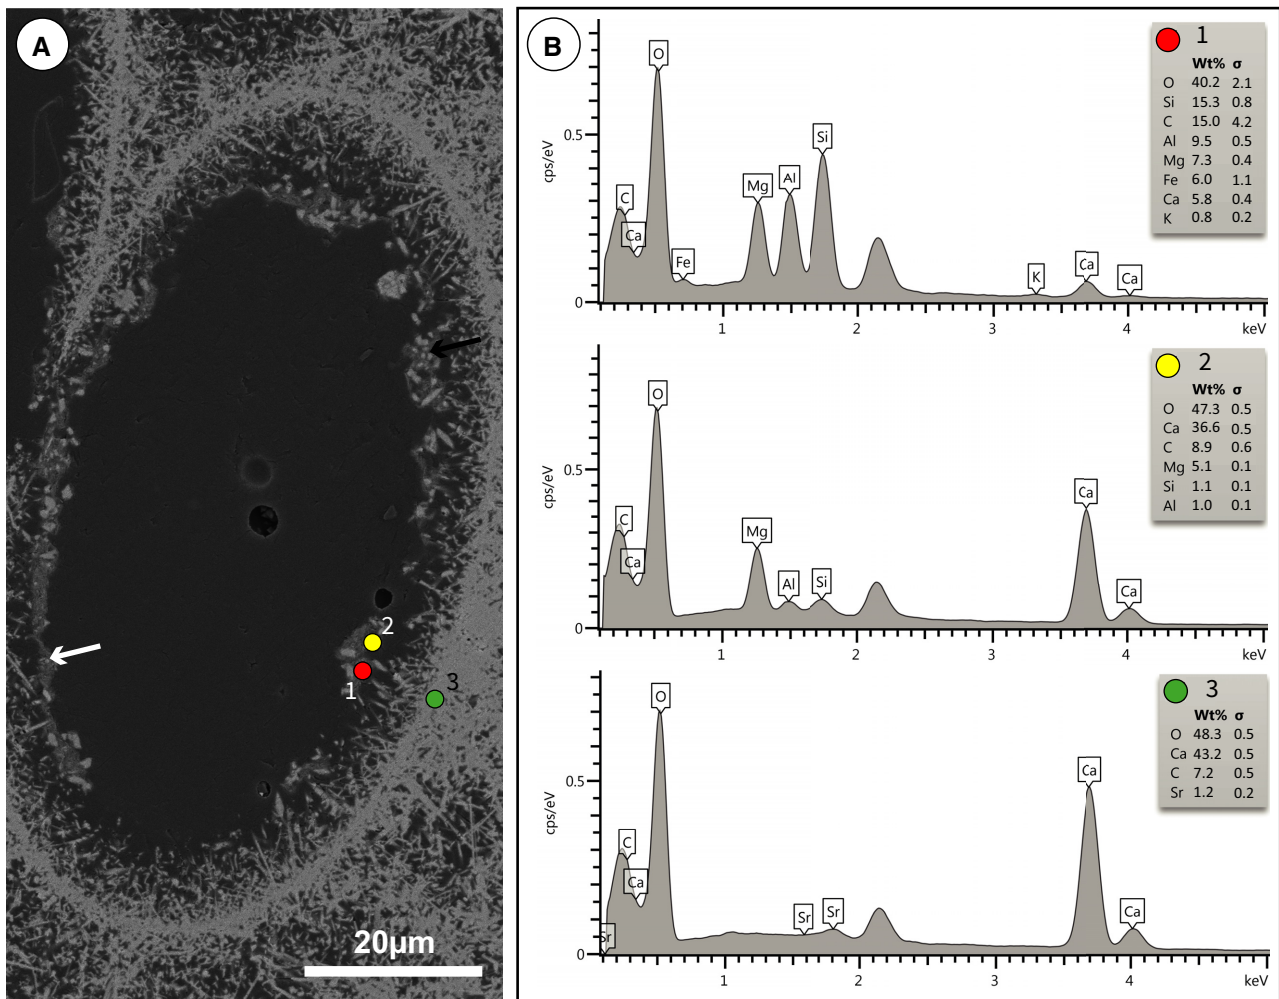 A
2
1
3
20μm
B
cps/eV
0.5
0
C
Ca
O
Fe
Mg
Al
Si
K
Ca
Ca
1
2
3
4
keV
1
Wt% σ
O 40.2 2.1
Si 15.3 0.8
C 15.0 4.2
Al 9.5 0.5
Mg 7.3 0.4
Fe 6.0 1.1
Ca 5.8 0.4
K 0.8 0.2
cps/eV
0.5
0
C
Ca
O
Mg
Al
Si
Ca
Ca
1
2
3
4
keV
2
Wt% σ
O 47.3 0.5
Ca 36.6 0.5
C 8.9 0.6
Mg 5.1 0.1
Si 1.1 0.1
Al 1.0 0.1
cps/eV
0.5
0
Sr
C
Ca
O
Sr
Sr
Ca
Ca
1
2
3
4
keV
3
Wt% σ
O 48.3 0.5
Ca 43.2 0.5
C 7.2 0.5
Sr 1.2 0.2